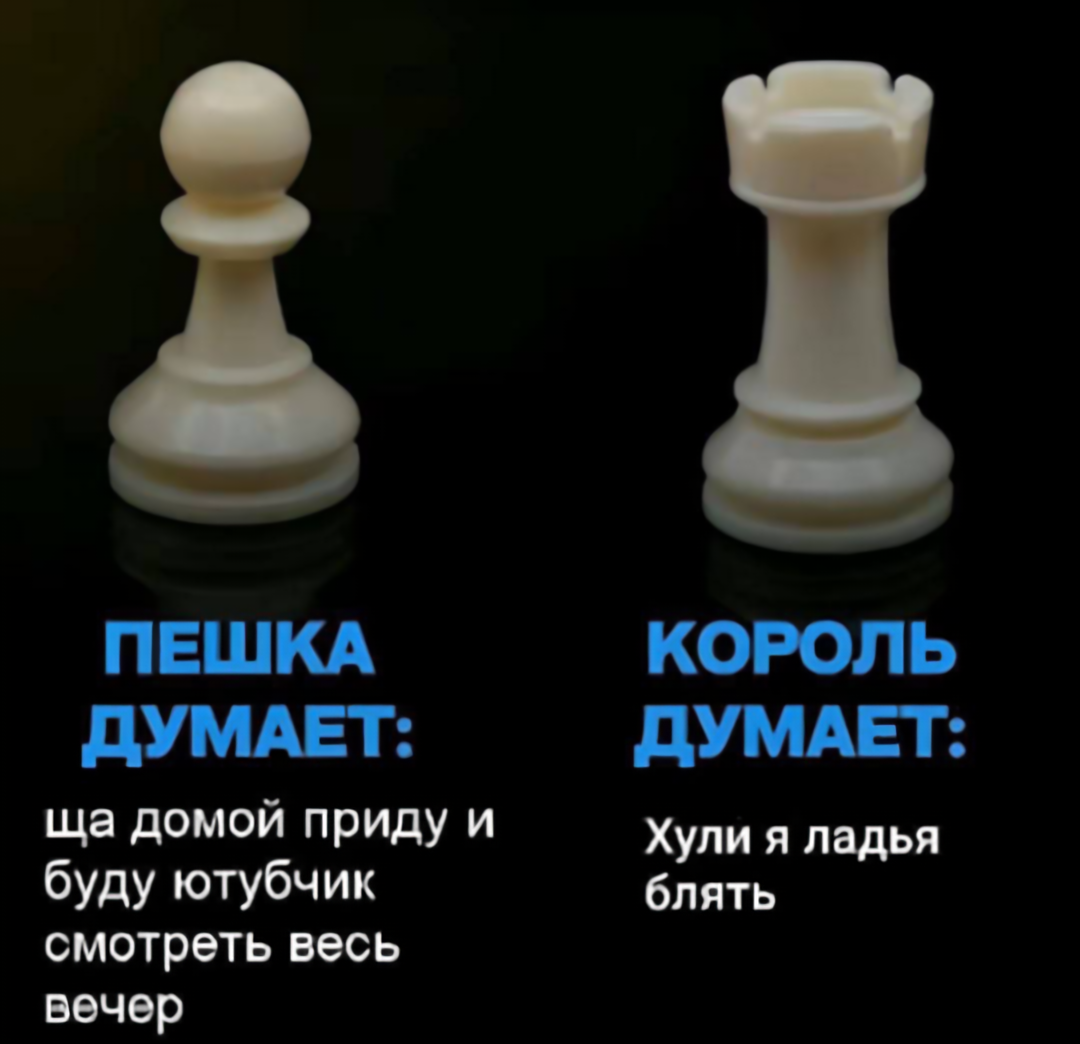 ПЕШКА
ДУМАЕТ:
ща домой приду и
буду ютубчик
смотреть весь
вечер
КОРОЛЬ
ДУМАЕТ:
Хули я ладья
блять